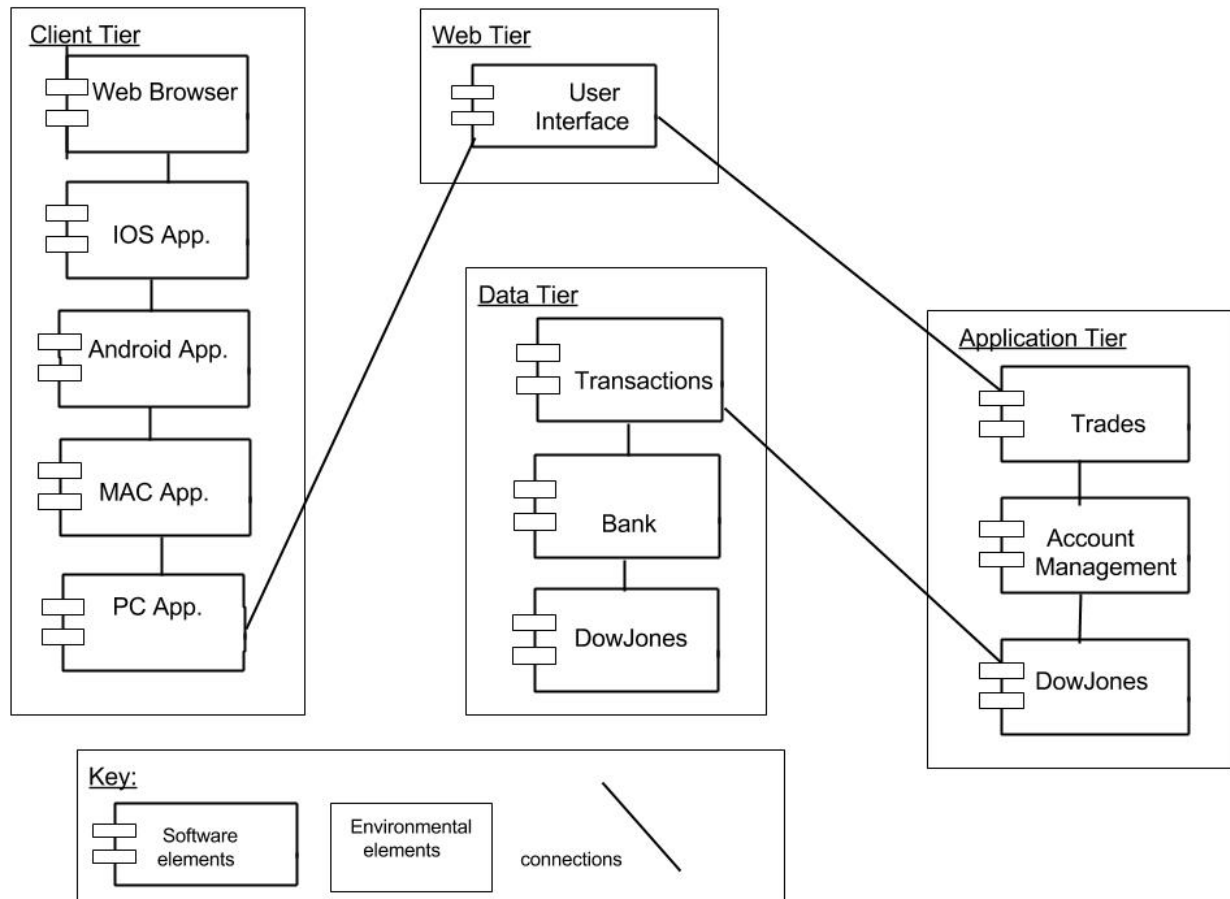 Client Tier
Web Browser
IOS App.
Android App.
MAC App.
PC App.
Web Tier
User
Interface
Data Tier
Transactions
Bank
DowJones
Application Tier
Trades
Account
Management
DowJones
Key:
Software
elements
Environmental
elements
connections